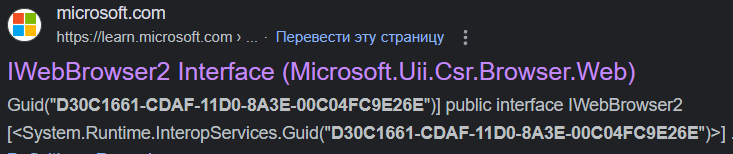 microsoft.com
https://learn.microsoft.com › ... · Перевести эту страницу
IWebBrowser2 Interface (Microsoft.Uii.Csr.Browser.Web)
Guid("D30C1661-CDAF-11D0-8A3E-00C04FC9E26E")] public interface IWebBrowser2
[<System.Runtime.InteropServices.Guid("D30C1661-CDAF-11D0-8A3E-00C04FC9E26E")>] .